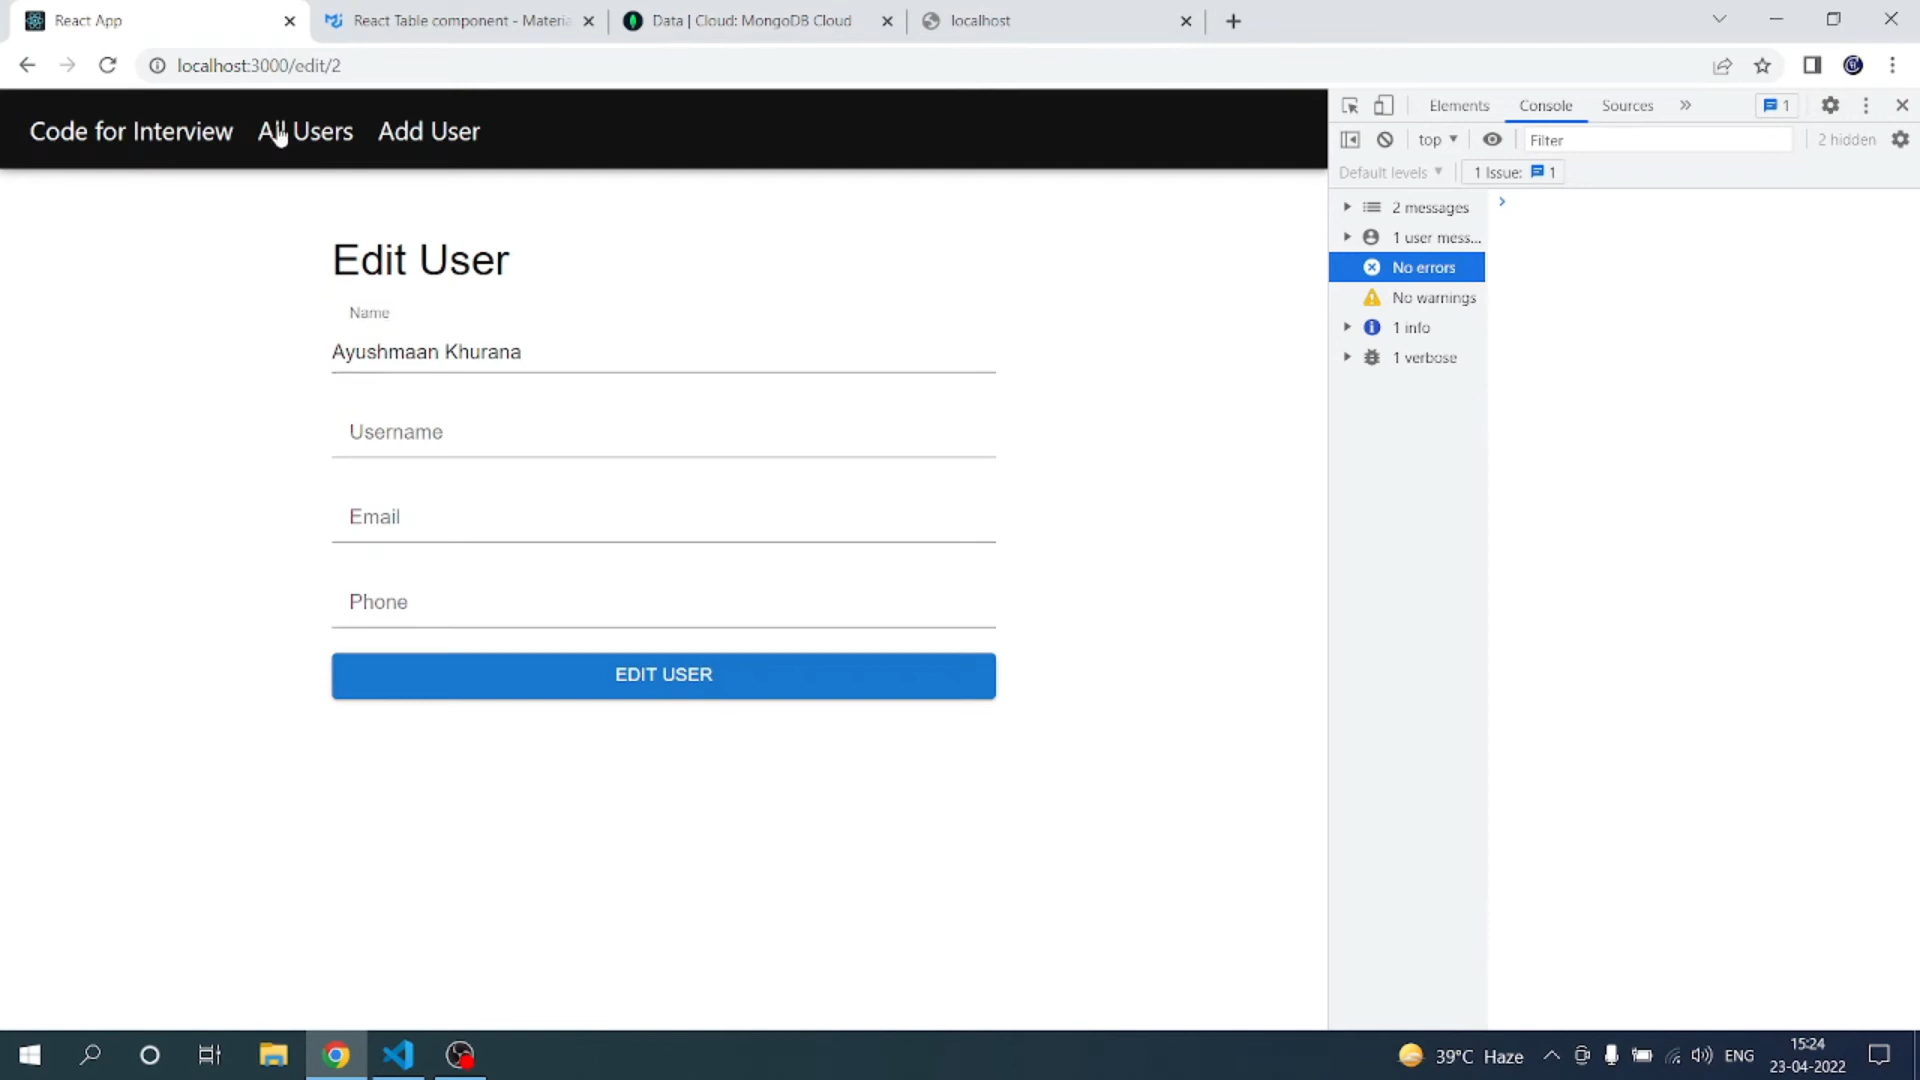 React App
React Table component - Materia
Data | Cloud: MongoDB Cloud
localhost
localhost:3000/edit/2
Code for Interview
All Users
Add User
Edit User
Name
Ayushmaan Khurana
Username
Email
Phone
EDIT USER
Elements
Console
Sources
1
top
Filter
2 hidden
Default levels
1 Issue: 1
2 messages
1 user mess...
No errors
No warnings
1 info
1 verbose
39°C Haze
ENG
15:24
23-04-2022